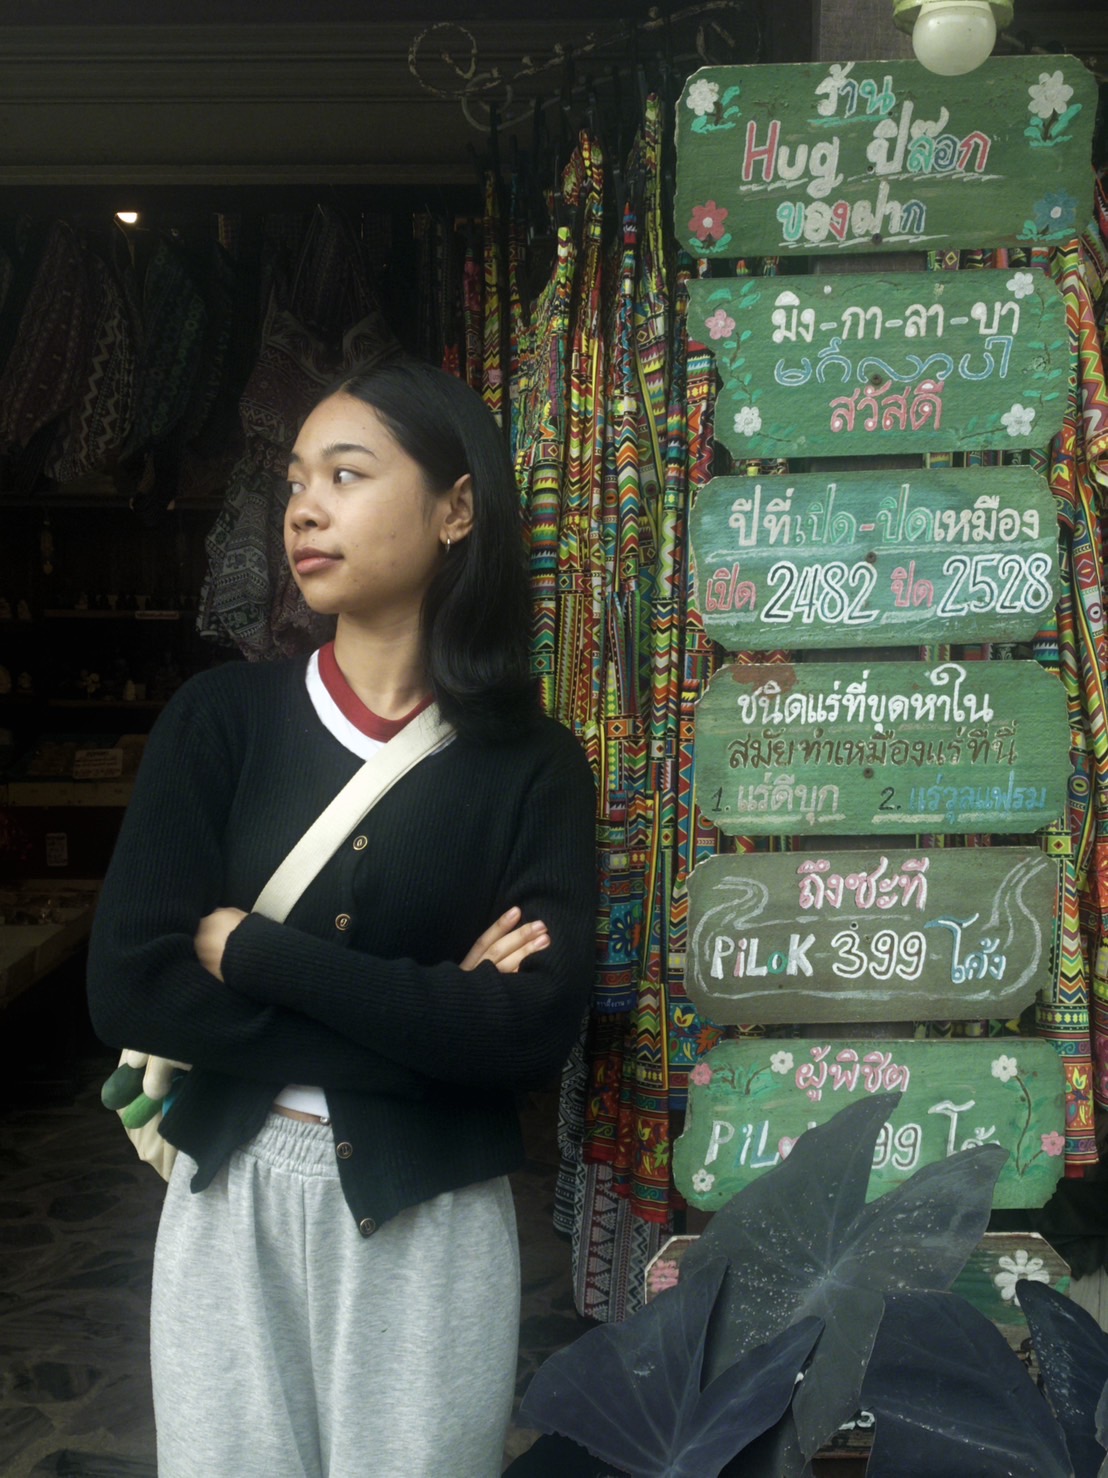 ร้าน
Hug ปิล๊อก
ของฝาก
มิง-กา-ลา-บา
မင်္ဂလာပါ
สวัสดี
ปีที่เปิด-ปิดเหมือง
เปิด 2482 ปิด 2528
ชนิดแร่ที่ขุดหาใน
สมัยทำเหมืองแร่ที่นี่
1. แร่ดีบุก 2. แร่วุลแฟรม
ถึงซะที
PiLoK 399 โค้ง
ผู้พิชิต
PiL 99 โค้ง